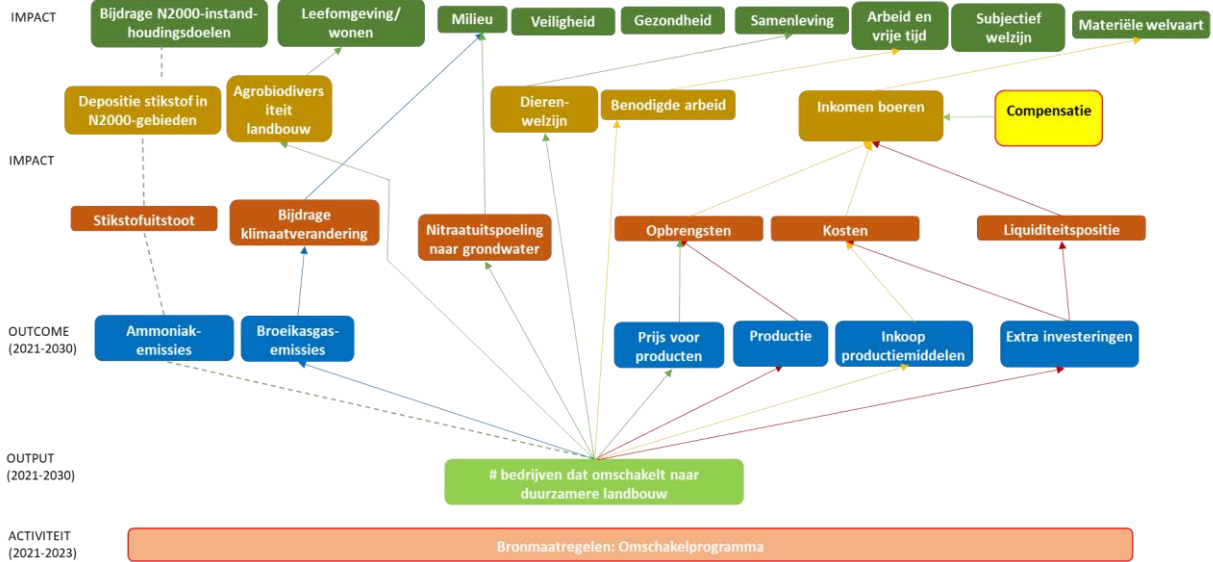 IMPACT
Bijdrage N2000-instand-
houdingsdoelen
Leefomgeving/
wonen
Milieu
Veiligheid
Gezondheid
Samenleving
Arbeid en
vrije tijd
Subjectief
welzijn
Materiële welvaart
Depositie stikstof in
N2000-gebieden
Agrobiodivers
iteit
landbouw
Dieren-
welzijn
Benodigde arbeid
Inkomen boeren
Compensatie
IMPACT
Stikstofuitstoot
Bijdrage
klimaatverandering
Nitraatuitspoeling
naar grondwater
Opbrengsten
Kosten
Liquiditeitspositie
OUTCOME
(2021-2030)
Ammoniak-
emissies
Broeikasgas-
emissies
Prijs voor
producten
Productie
Inkoop
productiemiddelen
Extra investeringen
OUTPUT
(2021-2030)
# bedrijven dat omschakelt naar
duurzamere landbouw
ACTIVITEIT
(2021-2023)
Bronmaatregelen: Omschakelprogramma